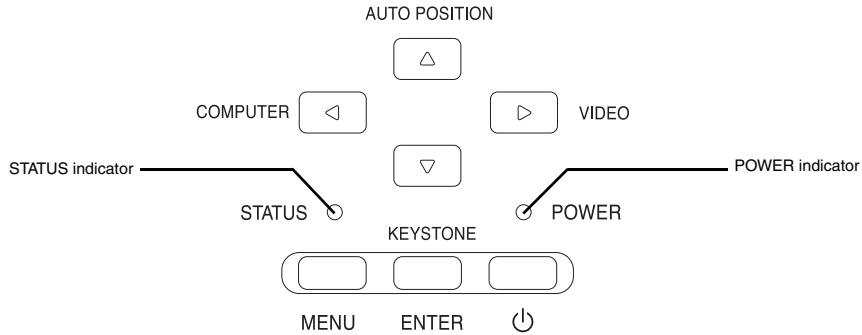 AUTO POSITION
COMPUTER
VIDEO
STATUS indicator
POWER indicator
STATUS
POWER
KEYSTONE
MENU
ENTER